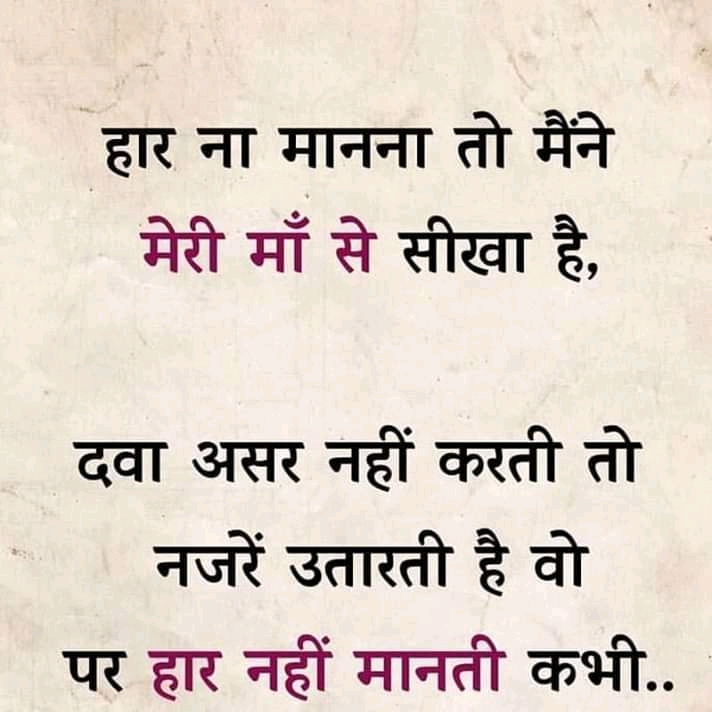 हार ना मानना तो मैंने
मेरी माँ से सीखा है,
दवा असर नहीं करती तो
नजरें उतारती है वो
पर हार नहीं मानती कभी..